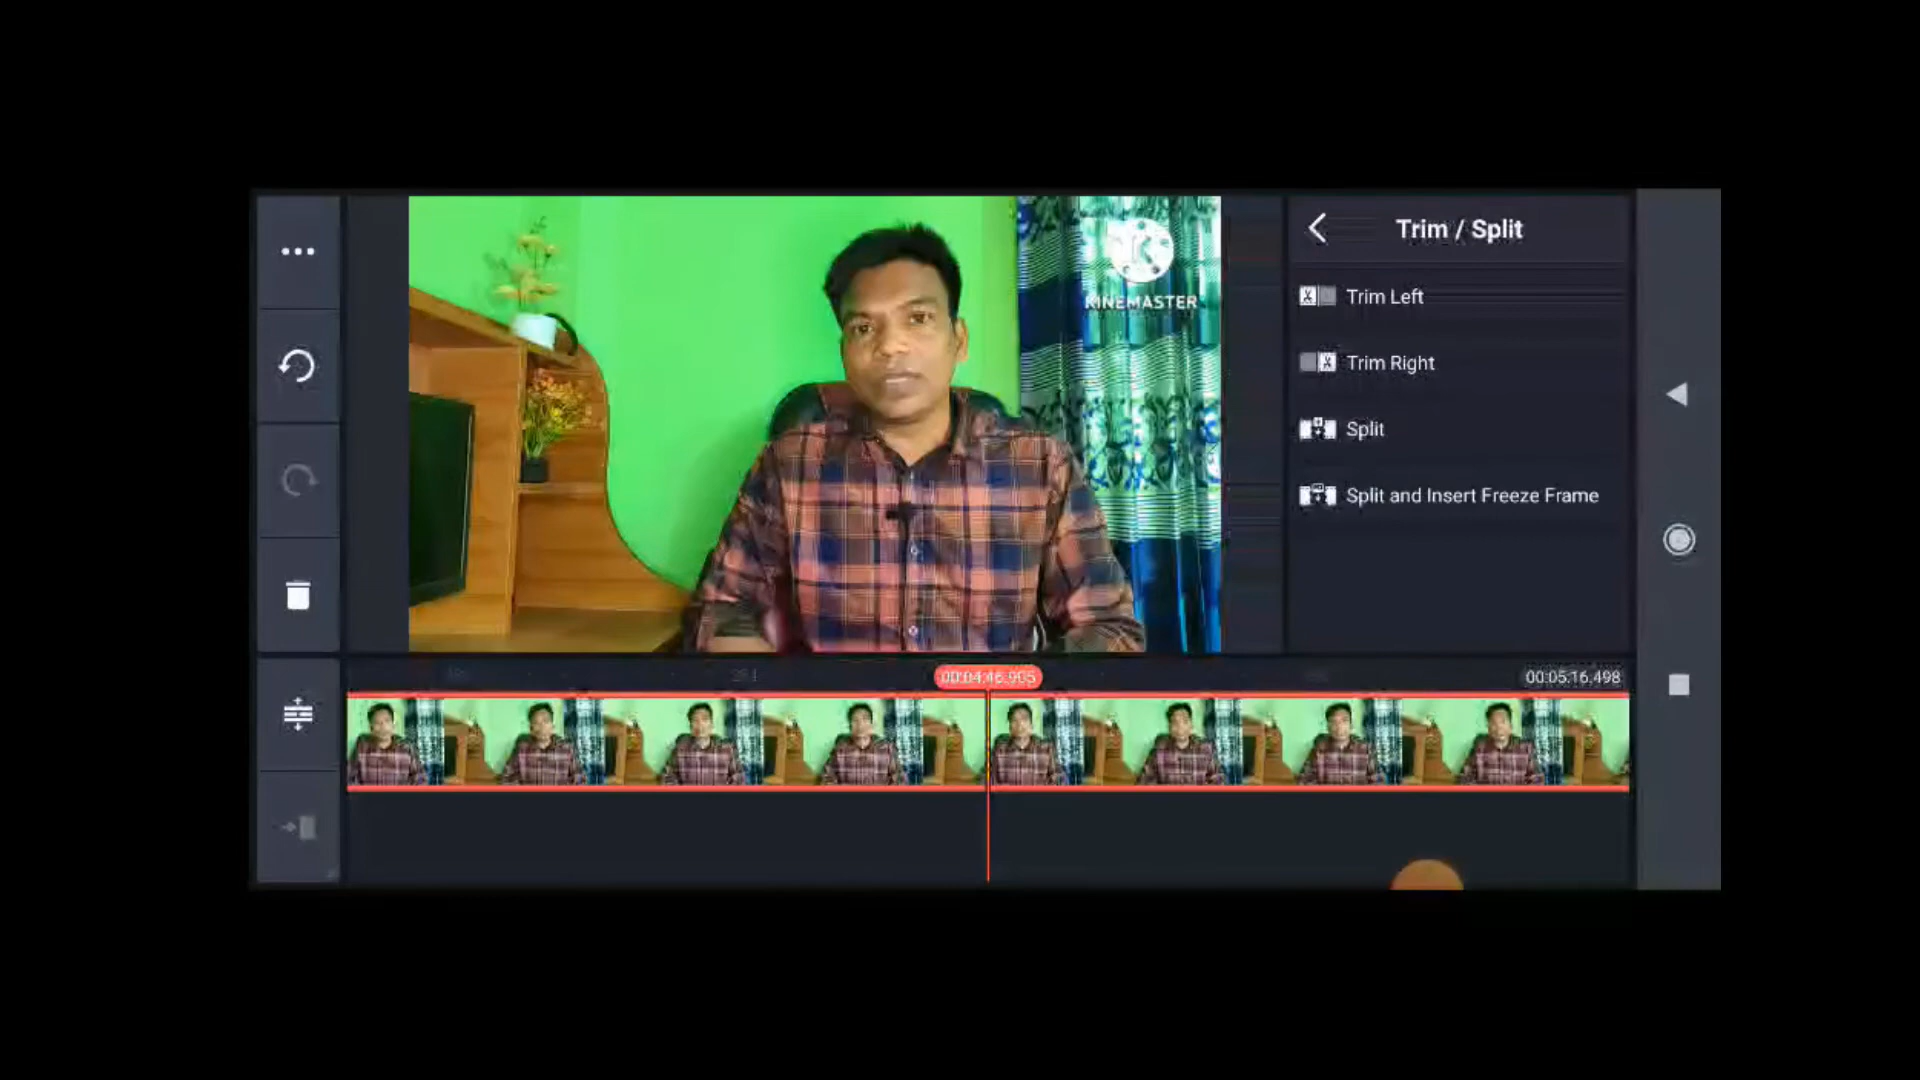 Trim / Split
KINEMASTER
Trim Left
Trim Right
Split
Split and Insert Freeze Frame
00:04:46.905
00:05:16.498